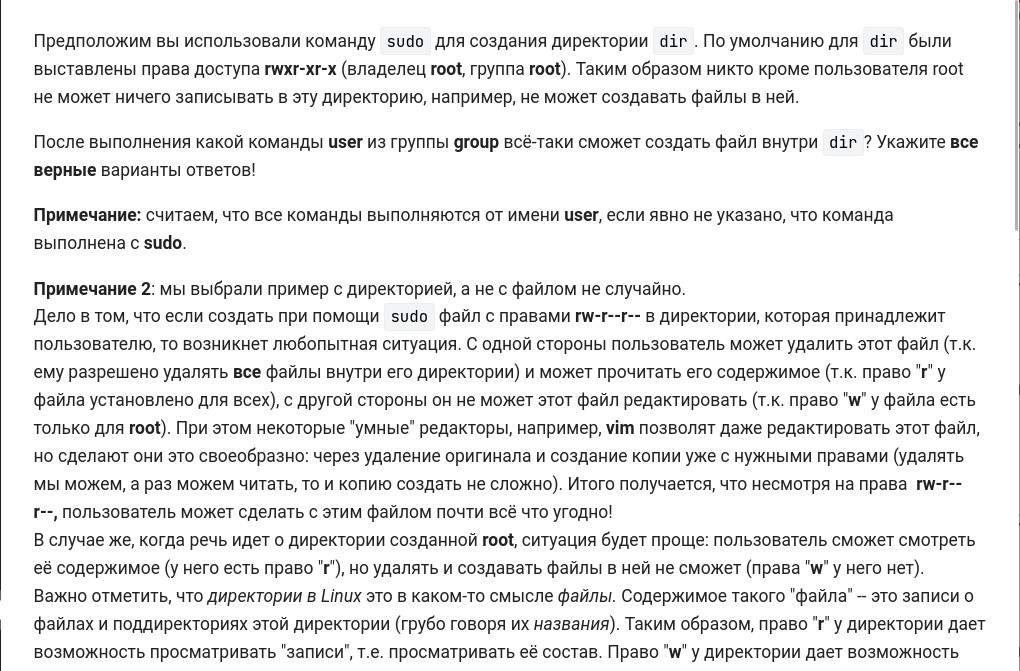 Предположим вы использовали команду sudo для создания директории dir. По умолчанию для dir были
выставлены права доступа rwxr-xr-x (владелец root, группа root). Таким образом никто кроме пользователя root
не может ничего записывать в эту директорию, например, не может создавать файлы в ней.
После выполнения какой команды user из группы group всё-таки сможет создать файл внутри dir? Укажите все
верные варианты ответов!
Примечание: считаем, что все команды выполняются от имени user, если явно не указано, что команда
выполнена с sudo.
Примечание 2: мы выбрали пример с директорией, а не с файлом не случайно.
Дело в том, что если создать при помощи sudo файл с правами rw-r--r-- в директории, которая принадлежит
пользователю, то возникнет любопытная ситуация. С одной стороны пользователь может удалить этот файл (т.к.
ему разрешено удалять все файлы внутри его директории) и может прочитать его содержимое (т.к. право "r" у
файла установлено для всех), с другой стороны он не может этот файл редактировать (т.к. право "w" у файла есть
только для root). При этом некоторые "умные" редакторы, например, vim позволят даже редактировать этот файл,
но сделают они это своеобразно: через удаление оригинала и создание копии уже с нужными правами (удалять
мы можем, а раз можем читать, то и копию создать не сложно). Итого получается, что несмотря на права rw-r--
r--, пользователь может сделать с этим файлом почти всё что угодно!
В случае же, когда речь идет о директории созданной root, ситуация будет проще: пользователь сможет смотреть
её содержимое (у него есть право "r"), но удалять и создавать файлы в ней не сможет (права "w" у него нет).
Важно отметить, что директории в Linux это в каком-то смысле файлы. Содержимое такого "файла" -- это записи о
файлах и поддиректориях этой директории (грубо говоря их названия). Таким образом, право "r" у директории дает
возможность просматривать "записи", т.е. просматривать её состав. Право "w" у директории дает возможность